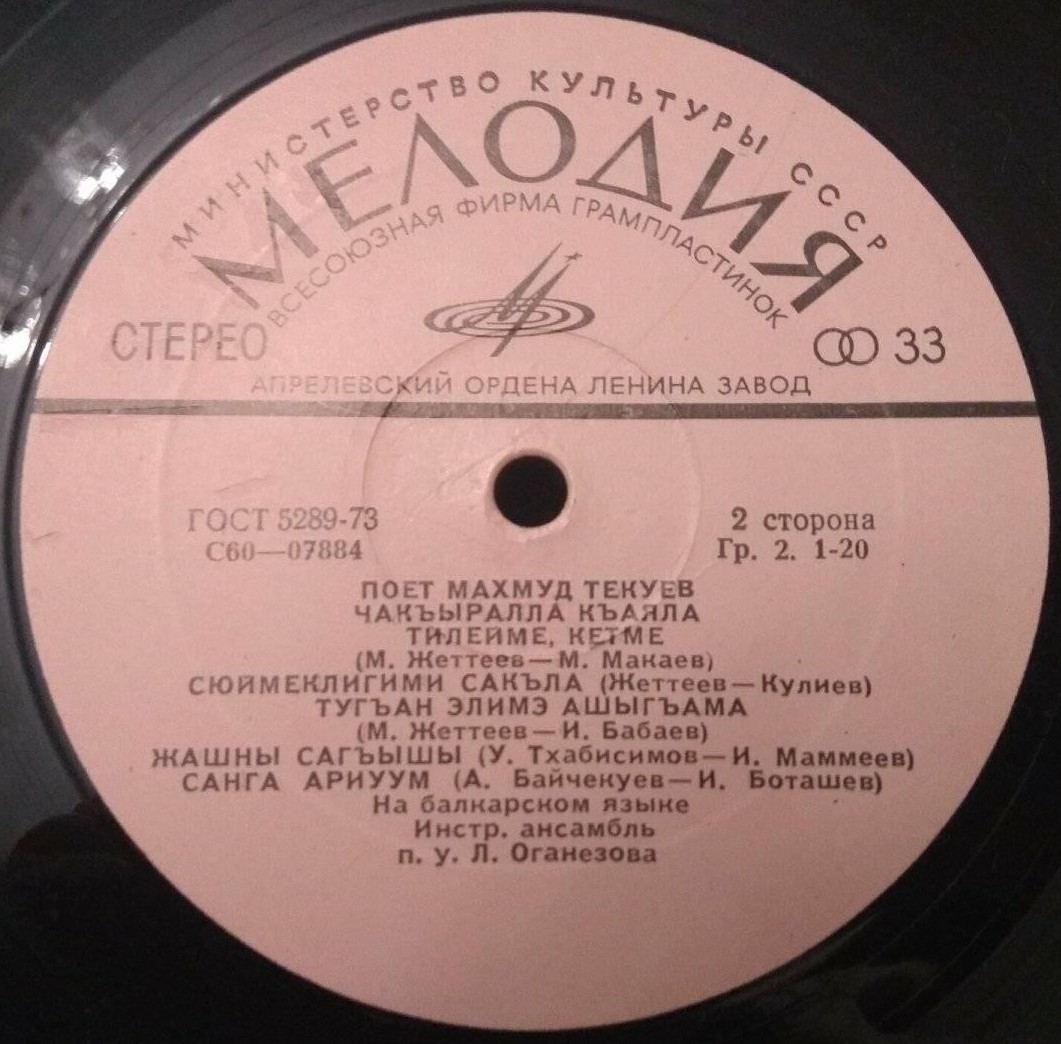 МИНИСТЕРСТВО КУЛЬТУРЫ СССР
МЕЛОДИЯ
ВСЕСОЮЗНАЯ ФИРМА ГРАМПЛАСТИНОК
СТЕРЕО
33
АПРЕЛЕВСКИЙ ОРДЕНА ЛЕНИНА ЗАВОД
ГОСТ 5289-73
2 сторона
С60—07884
Гр. 2. 1-20
ПОЕТ МАХМУД ТЕКУЕВ
ЧАКЪЫРАЛЛА КЪАЯЛА
ТИЛЕЙМЕ, КЕТМЕ
(М. Жеттеев—М. Макаев)
СЮЙМЕКЛИГИМИ САКЪЛА (Жеттеев—Кулиев)
ТУГЪАН ЭЛИМЭ АШЫГЪАМА
(М. Жеттеев—И. Бабаев)
ЖАШНЫ САГЪЫШЫ (У. Тхабисимов—И. Маммеев)
САНГА АРИУУМ (А. Байчекуев—И. Боташев)
На балкарском языке
Инстр. ансамбль
п. у. Л. Оганезова